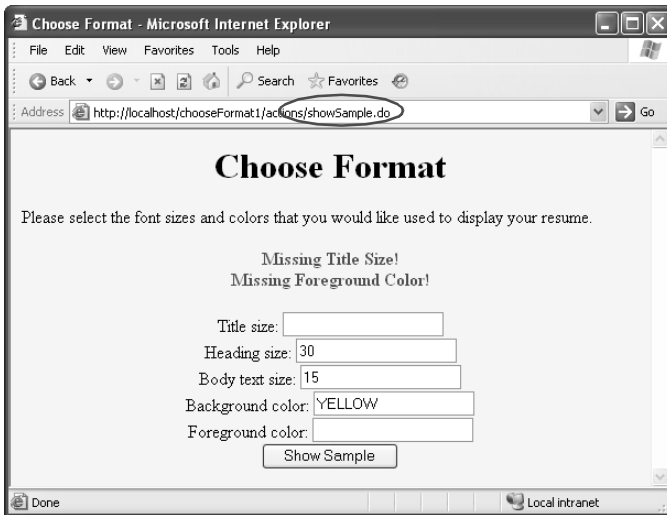 Choose Format - Microsoft Internet Explorer
File Edit View Favorites Tools Help
Back Search Favorites
Address http://localhost/chooseFormat1/actions/showSample.do Go
Choose Format
Please select the font sizes and colors that you would like used to display your resume.
Missing Title Size!
Missing Foreground Color!
Title size:
Heading size: 30
Body text size: 15
Background color: YELLOW
Foreground color:
Show Sample
Done Local intranet